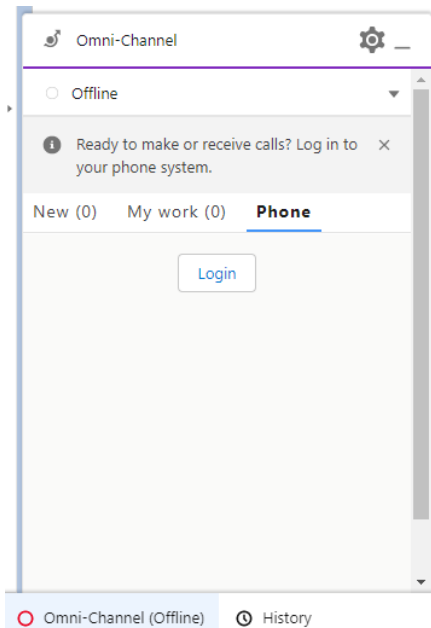 Omni-Channel
Offline
Ready to make or receive calls? Log in to
your phone system.
New (0) My work (0) Phone
Login
Omni-Channel (Offline) History